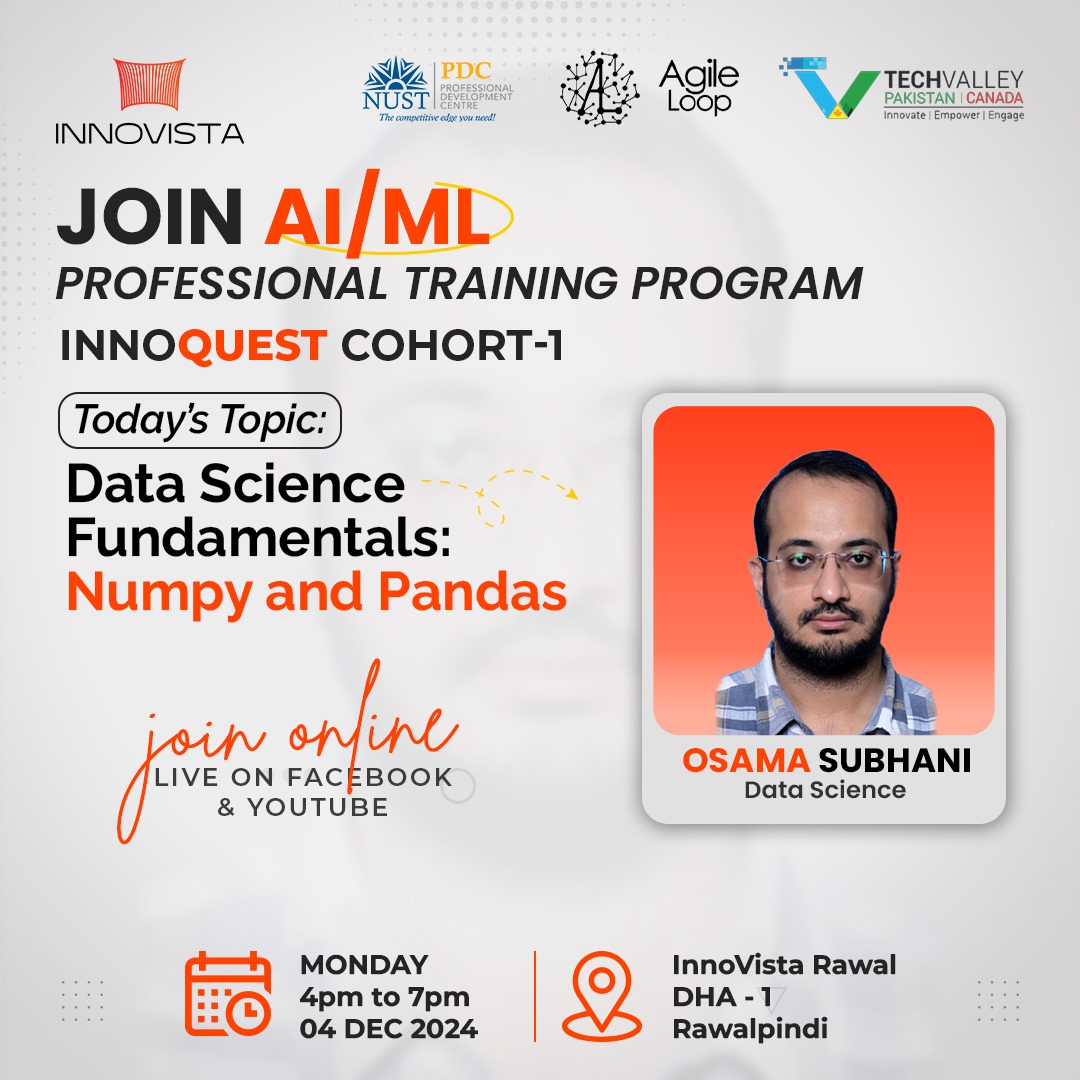 INNOVISTA
NUST
PDC
PROFESSIONAL
DEVELOPMENT
CENTRE
The competitive edge you need!
Agile
Loop
TECHVALLEY
PAKISTAN | CANADA
Innovate | Empower | Engage
JOIN AI/ML
PROFESSIONAL TRAINING PROGRAM
INNOQUEST COHORT-1
Today's Topic:
Data Science
Fundamentals:
Numpy and Pandas
join online
LIVE ON FACEBOOK
& YOUTUBE
OSAMA SUBHANI
Data Science
MONDAY
4pm to 7pm
04 DEC 2024
InnoVista Rawal
DHA - 1
Rawalpindi